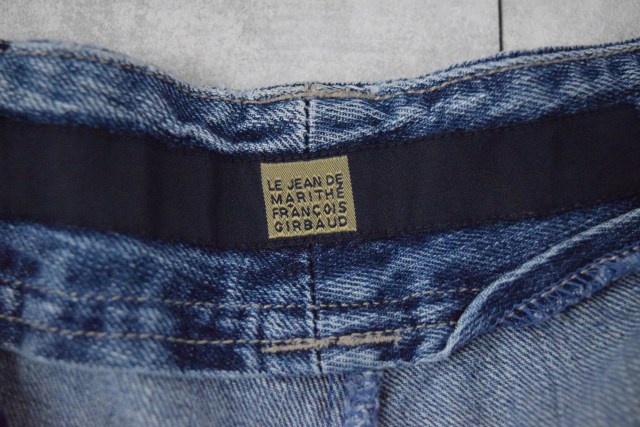 LE JEAN DE
MARITHÉ
FRANÇOIS
GIRBAUD